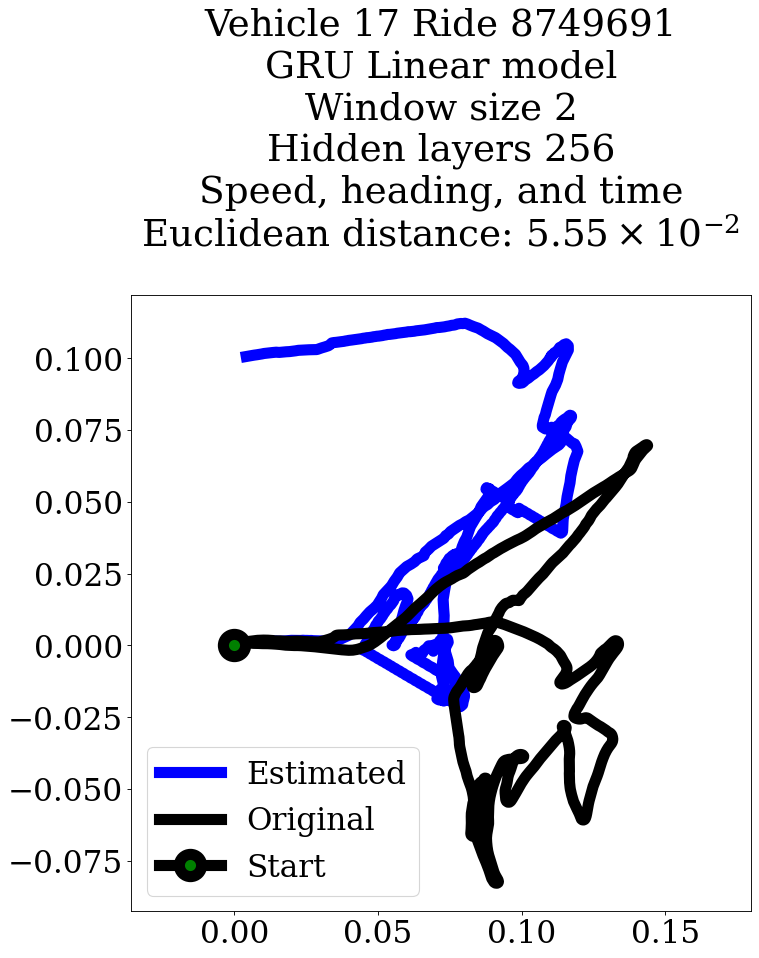 Vehicle 17 Ride 8749691
GRU Linear model
Window size 2
Hidden layers 256
Speed, heading, and time
Euclidean distance: 5.55 × 10⁻²
0.100
0.075
0.050
0.025
0.000
−0.025
−0.050
−0.075
Estimated
Original
Start
0.00 0.05 0.10 0.15